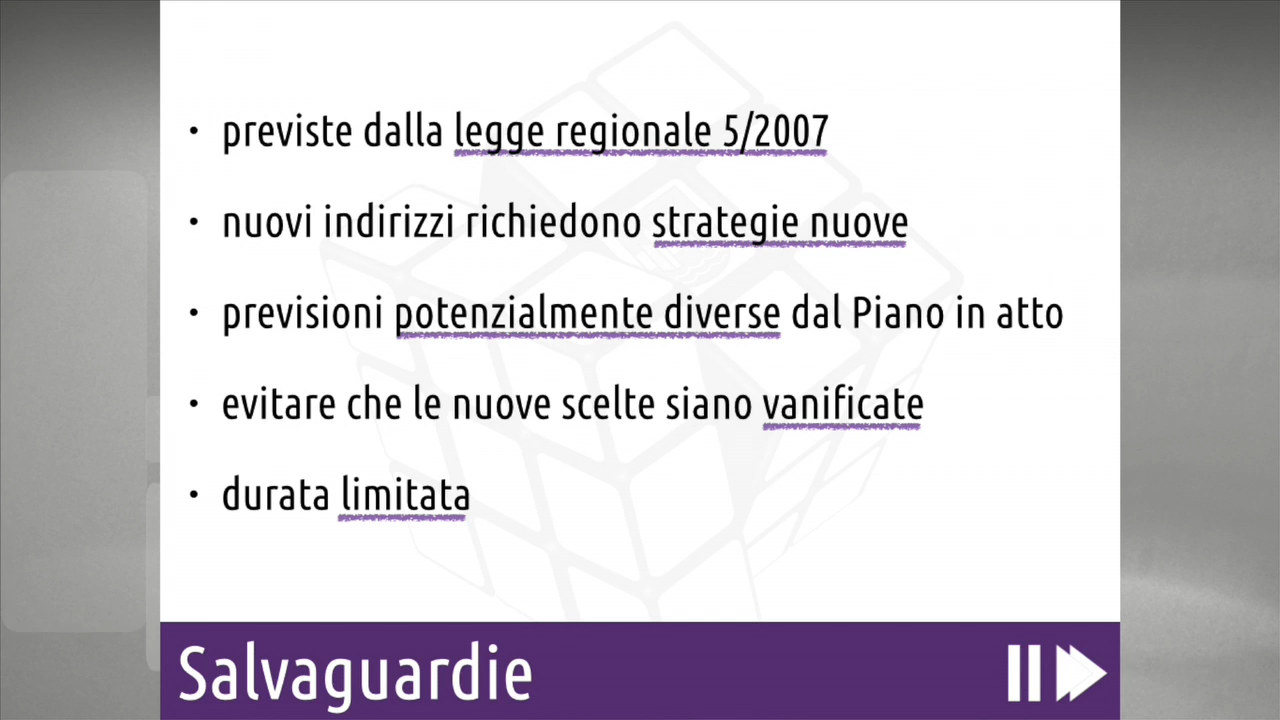 • previste dalla legge regionale 5/2007
• nuovi indirizzi richiedono strategie nuove
• previsioni potenzialmente diverse dal Piano in atto
• evitare che le nuove scelte siano vanificate
• durata limitata
Salvaguardie